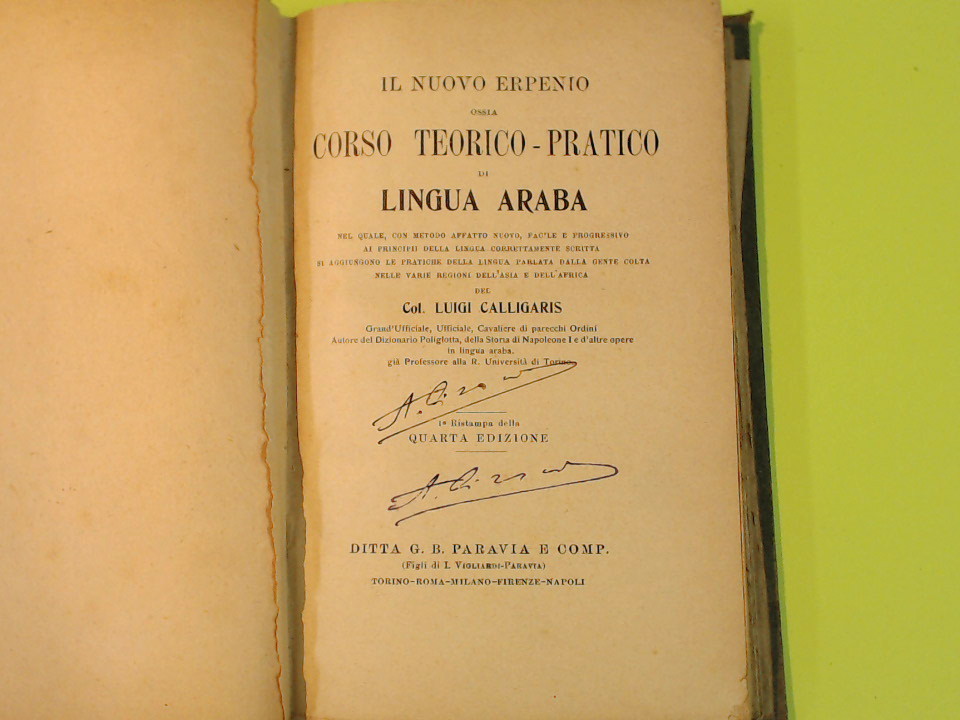 IL NUOVO ERPENIO
OSSIA
CORSO TEORICO-PRATICO
DI
LINGUA ARABA
NEL QUALE, CON METODO AFFATTO NUOVO, FACILE E PROGRESSIVO
AI PRINCIPII DELLA LINGUA CORRETTAMENTE SCRITTA
SI AGGIUNGONO LE PRATICHE DELLA LINGUA PARLATA DALLA GENTE COLTA
NELLE VARIE REGIONI DELL'ASIA E DELL'AFRICA
DEL
Col. LUIGI CALLIGARIS
Grand'Ufficiale, Ufficiale, Cavaliere di parecchi Ordini
Autore del Dizionario Poliglotta, della Storia di Napoleone I e d'altre opere
in lingua araba.
già Professore alla R. Università di Torino
1ª Ristampa della
QUARTA EDIZIONE
DITTA G. B. PARAVIA E COMP.
(Figli di I. VIGLIARDI-PARAVIA)
TORINO-ROMA-MILANO-FIRENZE-NAPOLI